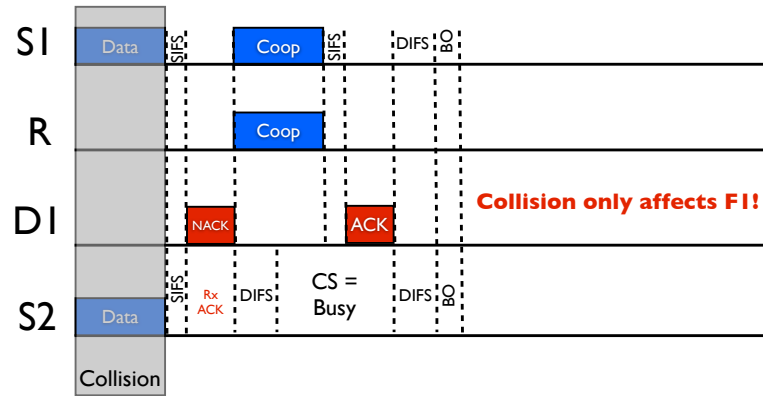 S1
Data
SIFS
Coop
SIFS
DIFS
BO
R
Coop
D1
NACK
ACK
Collision only affects F1!
S2
Data
SIFS
Rx
ACK
DIFS
CS =
Busy
DIFS
BO
Collision